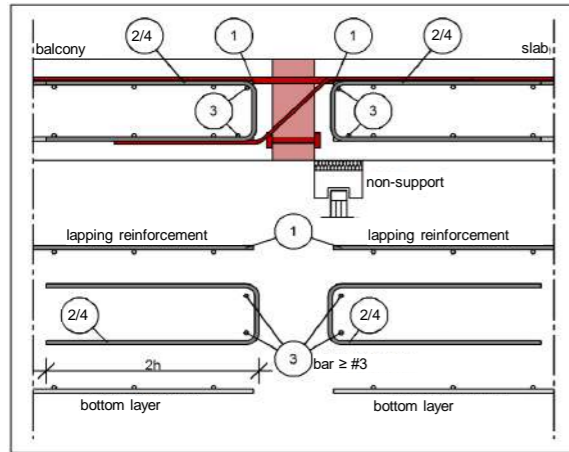 2/4 1 1 2/4
balcony slab
3 3
non-support
lapping reinforcement 1 lapping reinforcement
2/4 2/4
3 bar ≥ #3
2h
bottom layer bottom layer